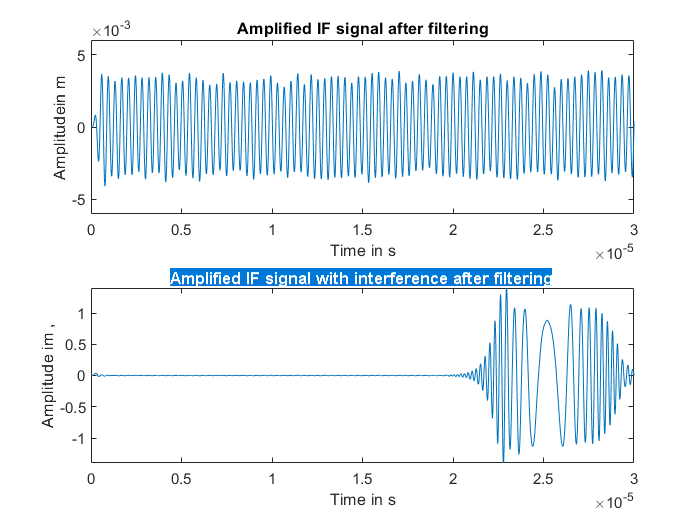 ×10-3
Amplified IF signal after filtering
5
0
-5
Amplitudein m
0 0.5 1 1.5 2 2.5 3
Time in s
×10-5
Amplified IF signal with interference after filtering
1
0.5
0
-0.5
-1
Amplitude im ,
0 0.5 1 1.5 2 2.5 3
Time in s
×10-5